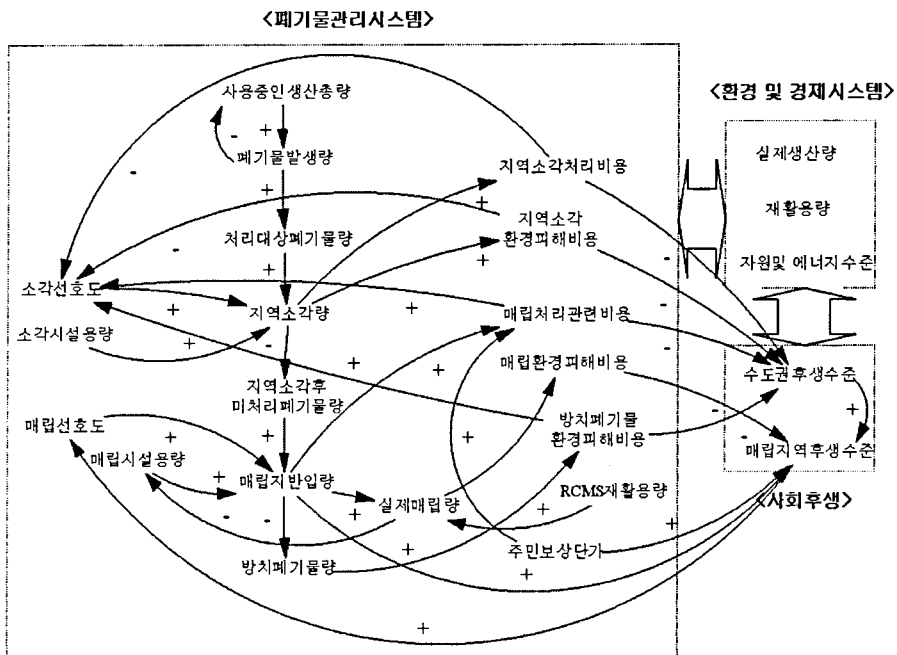 <폐기물관리시스템>
<환경 및 경제시스템>
사용중인생산총량
폐기물발생량
처리대상폐기물량
소각선호도
지역소각량
소각시설용량
지역소각후
미처리폐기물량
매립선호도
매립시설용량
매립지반입량
실제매립량
방치폐기물량
지역소각처리비용
지역소각
환경피해비용
매립처리관련비용
매립환경피해비용
방치폐기물
환경피해비용
RCMS재활용량
주민보상단가
실제생산량
재활용량
자원및 에너지수준
수도권후생수준
매립지역후생수준
<사회후생>